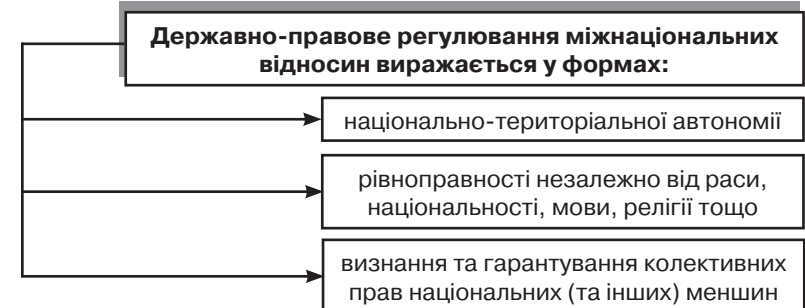 Державно-правове регулювання міжнаціональних
відносин виражається у формах:
національно-територіальної автономії
рівноправності незалежно від раси,
національності, мови, релігії тощо
визнання та гарантування колективних
прав національних (та інших) меншин